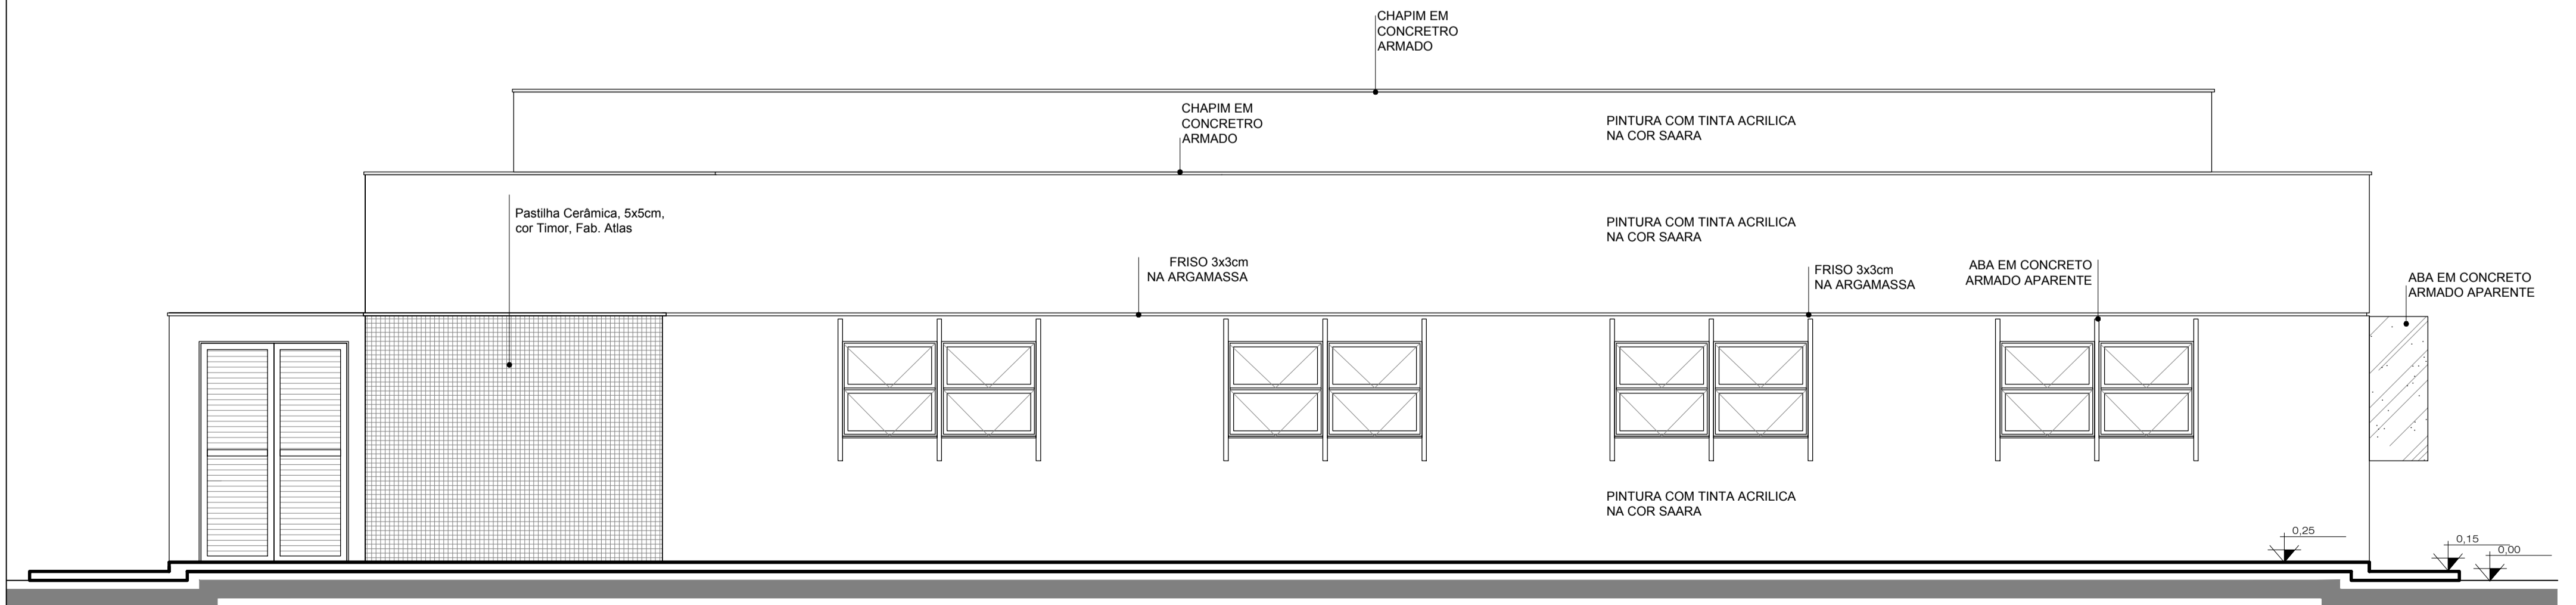 CHAPIM EM
CONCRETRO
ARMADO
CHAPIM EM
CONCRETRO
ARMADO
PINTURA COM TINTA ACRILICA
NA COR SAARA
Pastilha Cerâmica, 5x5cm,
cor Timor, Fab. Atlas
PINTURA COM TINTA ACRILICA
NA COR SAARA
FRISO 3x3cm
NA ARGAMASSA
FRISO 3x3cm
NA ARGAMASSA
ABA EM CONCRETO
ARMADO APARENTE
ABA EM CONCRETO
ARMADO APARENTE
PINTURA COM TINTA ACRILICA
NA COR SAARA
0,25
0,15
0,00